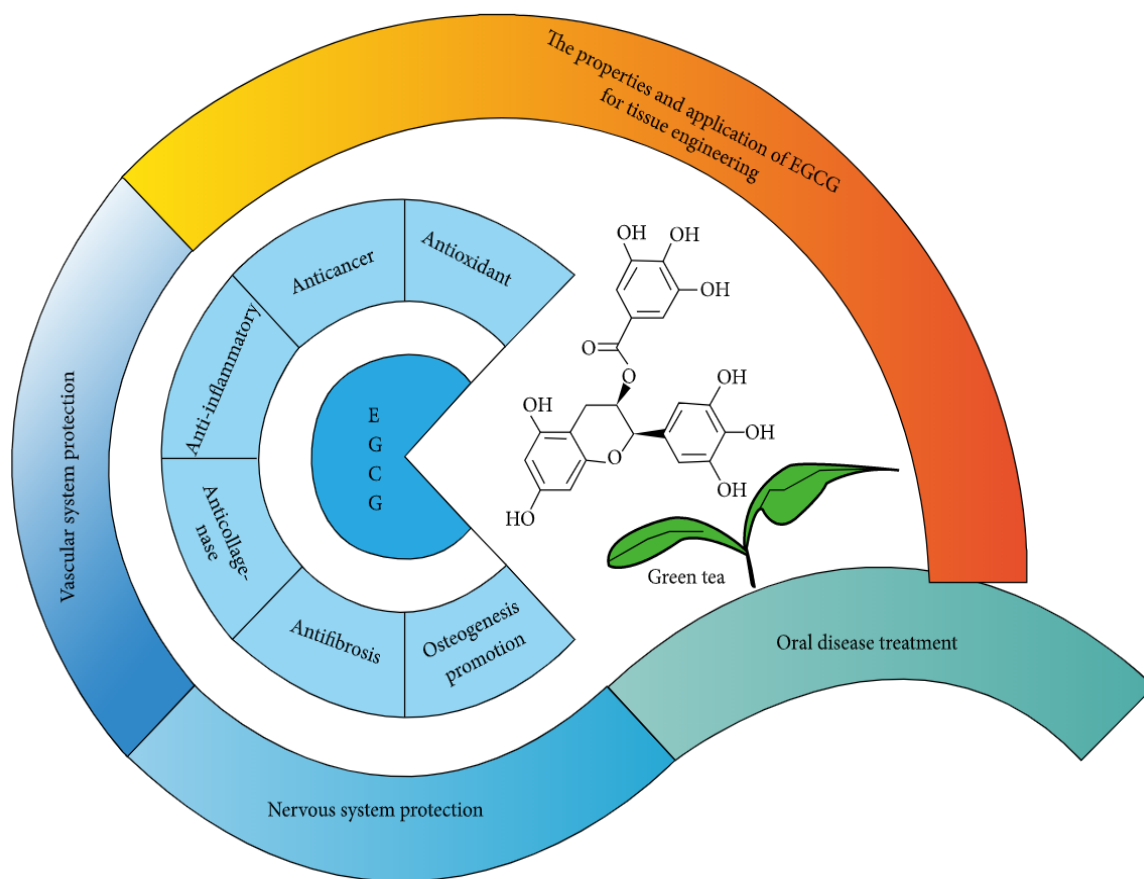 The properties and application of EGCG
for tissue engineering
Vascular system protection
Nervous system protection
Oral disease treatment
Antioxidant
Anticancer
Anti-inflammatory
Anticollage-
nase
Antifibrosis
Osteogenesis
promotion
E
G
C
G
OH
OH
OH
O
O
OH
OH
OH
O
OH
HO
Green tea